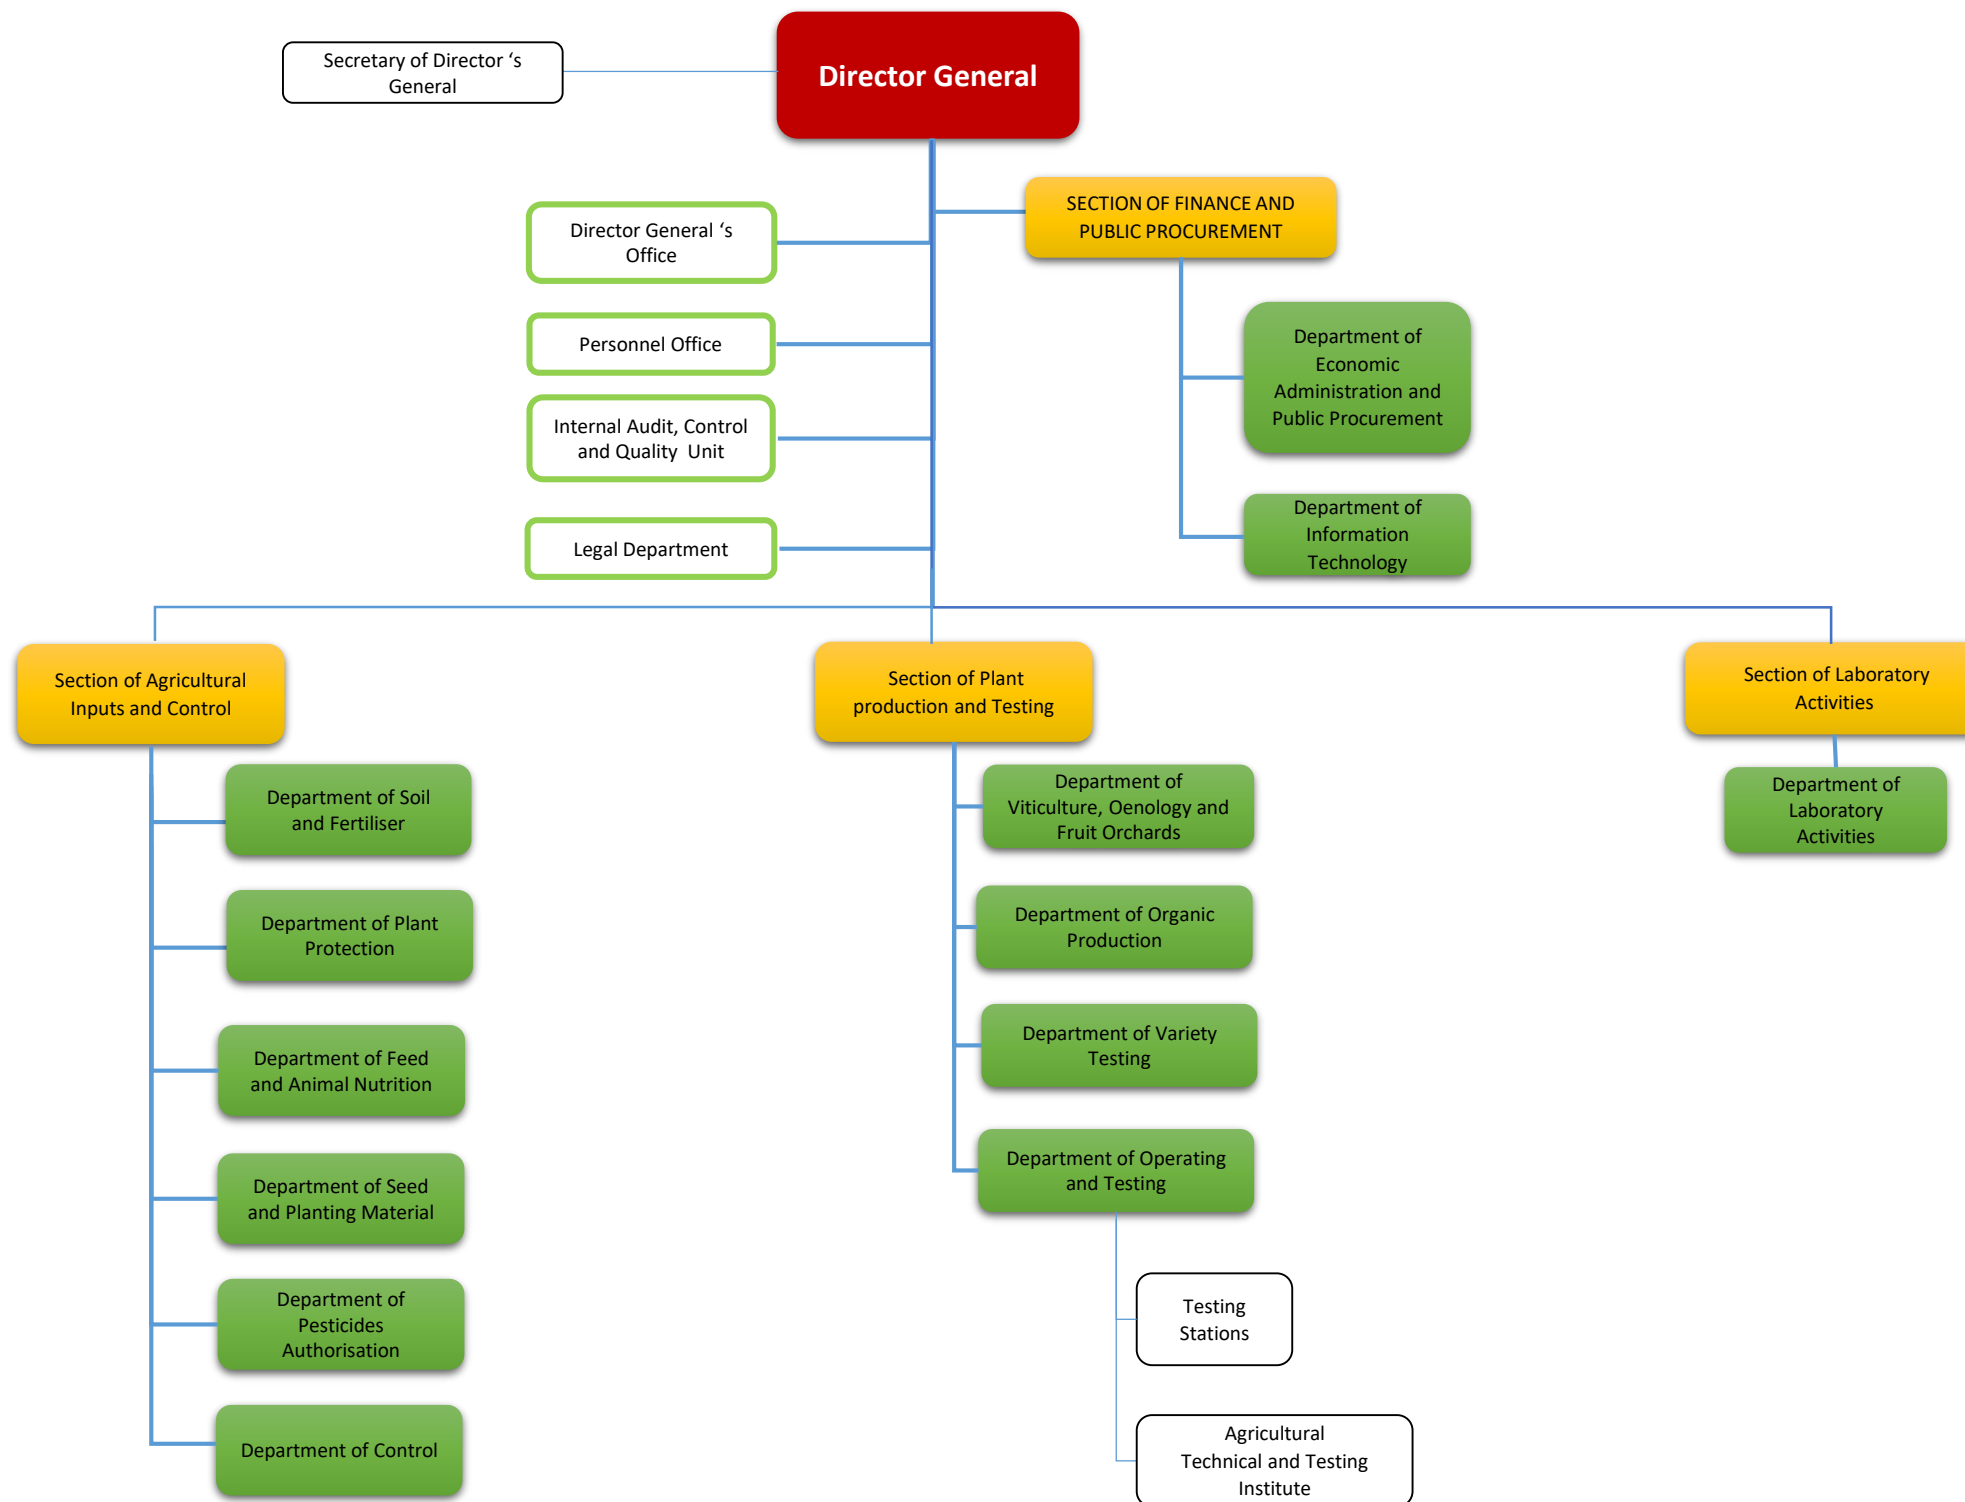 Secretary of Director ‘s
General
Director General
SECTION OF FINANCE AND
PUBLIC PROCUREMENT
Director General ‘s
Office
Personnel Office
Department of
Economic
Administration and
Public Procurement
Internal Audit, Control
and Quality  Unit
Legal Department
Department of
Information
Technology
Section of Agricultural
Inputs and Control
Section of Plant
production and Testing
Section of Laboratory
Activities
Department of Soil
and Fertiliser
Department of Plant
Protection
Department of Feed
and Animal Nutrition
Department of Seed
and Planting Material
Department of
Pesticides
Authorisation
Department of Control
Department of
Viticulture, Oenology and
Fruit Orchards
Department of Organic
Production
Department of Variety
Testing
Department of Operating
and Testing
Testing
Stations
Agricultural
Technical and Testing
Institute
Department of
Laboratory
Activities